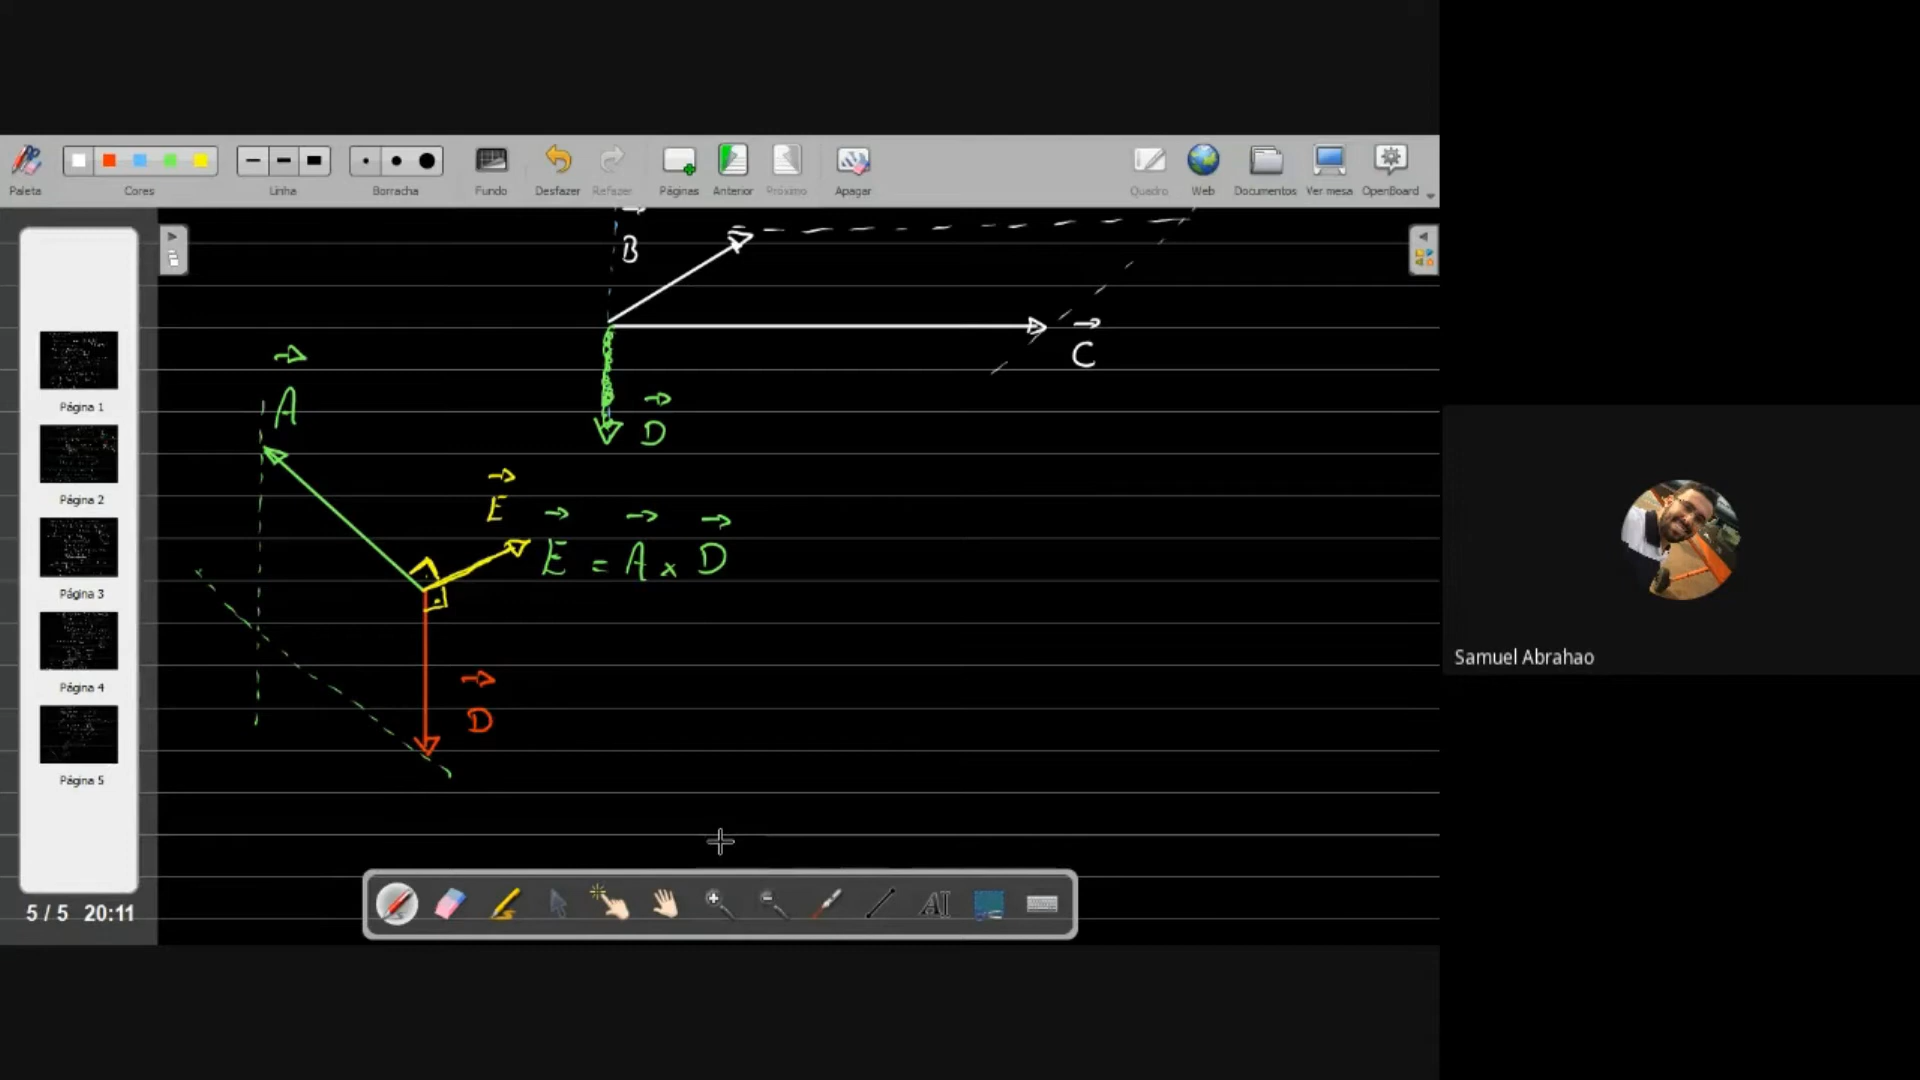 Paleta
Cores
Linha
Borracha
Fundo
Desfazer
Refazer
Páginas
Anterior
Próximo
Apagar
Quadro
Web
Documentos
Ver mesa
OpenBoard
B
C
D
A
E
E = A × D
D
Página 1
Página 2
Página 3
Página 4
Página 5
5 / 5 20:11
AI
Samuel Abrahao